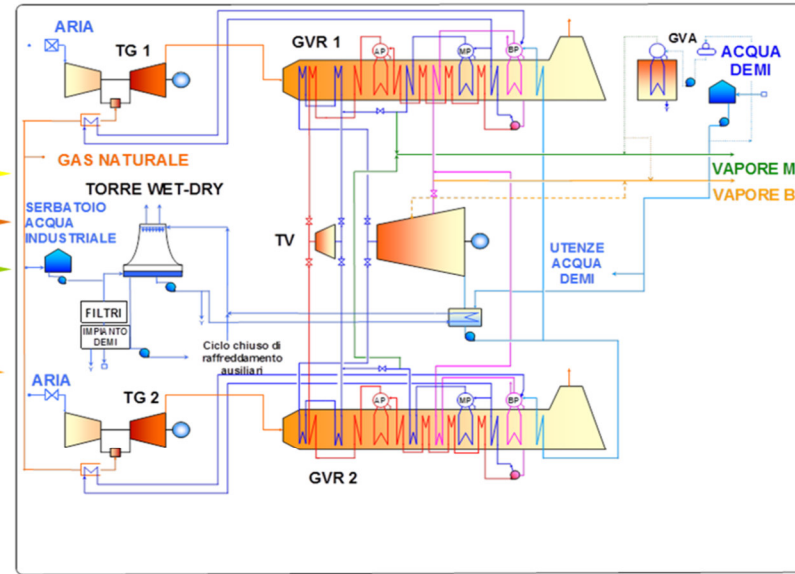 ARIA
TG 1
GVR 1
AP
MP
BP
GVA
ACQUA
DEMI
GAS NATURALE
VAPORE M
VAPORE B
TORRE WET-DRY
SERBATOIO
ACQUA
INDUSTRIALE
TV
UTENZE
ACQUA
DEMI
FILTRI
IMPIANTO
DEMI
Ciclo chiuso di
raffreddamento
ausiliari
ARIA
TG 2
AP
MP
BP
GVR 2